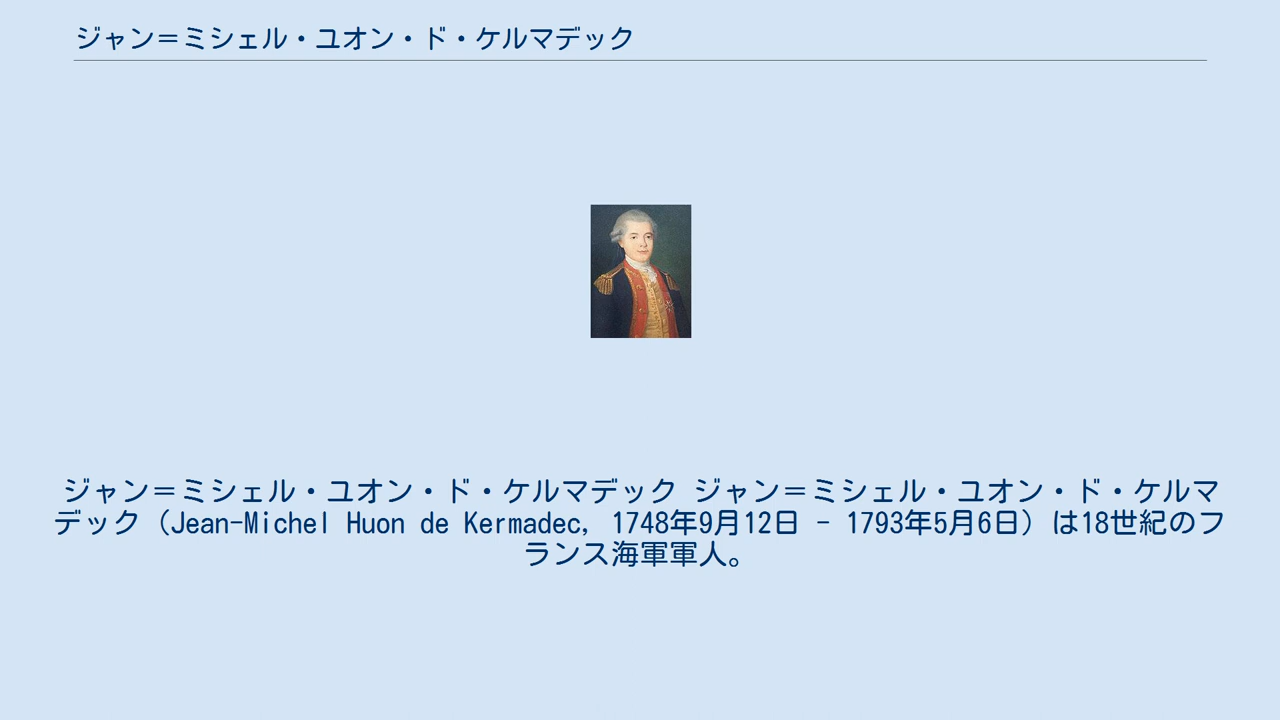 ジャン＝ミシェル・ユオン・ド・ケルマデック
ジャン＝ミシェル・ユオン・ド・ケルマデック ジャン＝ミシェル・ユオン・ド・ケルマ
デック（Jean-Michel Huon de Kermadec, 1748年9月12日 - 1793年5月6日）は18世紀のフ
ランス海軍軍人。